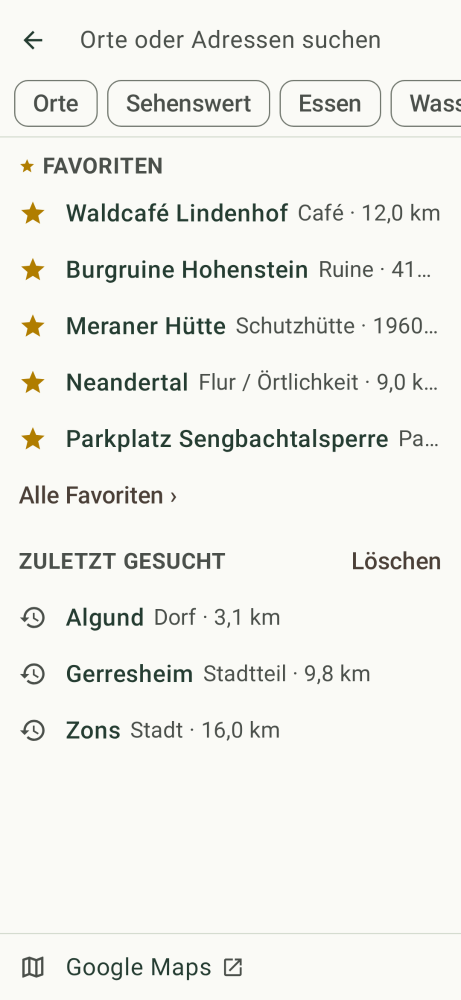 Orte oder Adressen suchen
Orte Sehenswert Essen Wass
FAVORITEN
Waldcafé Lindenhof Café · 12,0 km
Burgruine Hohenstein Ruine · 41…
Meraner Hütte Schutzhütte · 1960…
Neandertal Flur / Örtlichkeit · 9,0 k…
Parkplatz Sengbachtalsperre Pa…
Alle Favoriten ›
ZULETZT GESUCHT Löschen
Algund Dorf · 3,1 km
Gerresheim Stadtteil · 9,8 km
Zons Stadt · 16,0 km
Google Maps